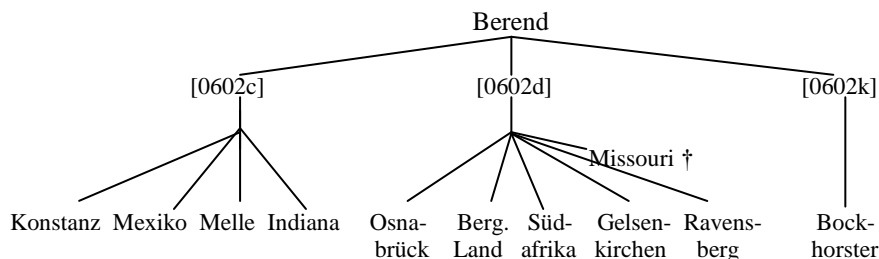 Berend
[0602c] [0602d] [0602k]
Missouri †
Konstanz Mexiko Melle Indiana Osna- Berg. Süd- Gelsen- Ravens- Bock-
brück Land afrika kirchen berg horster